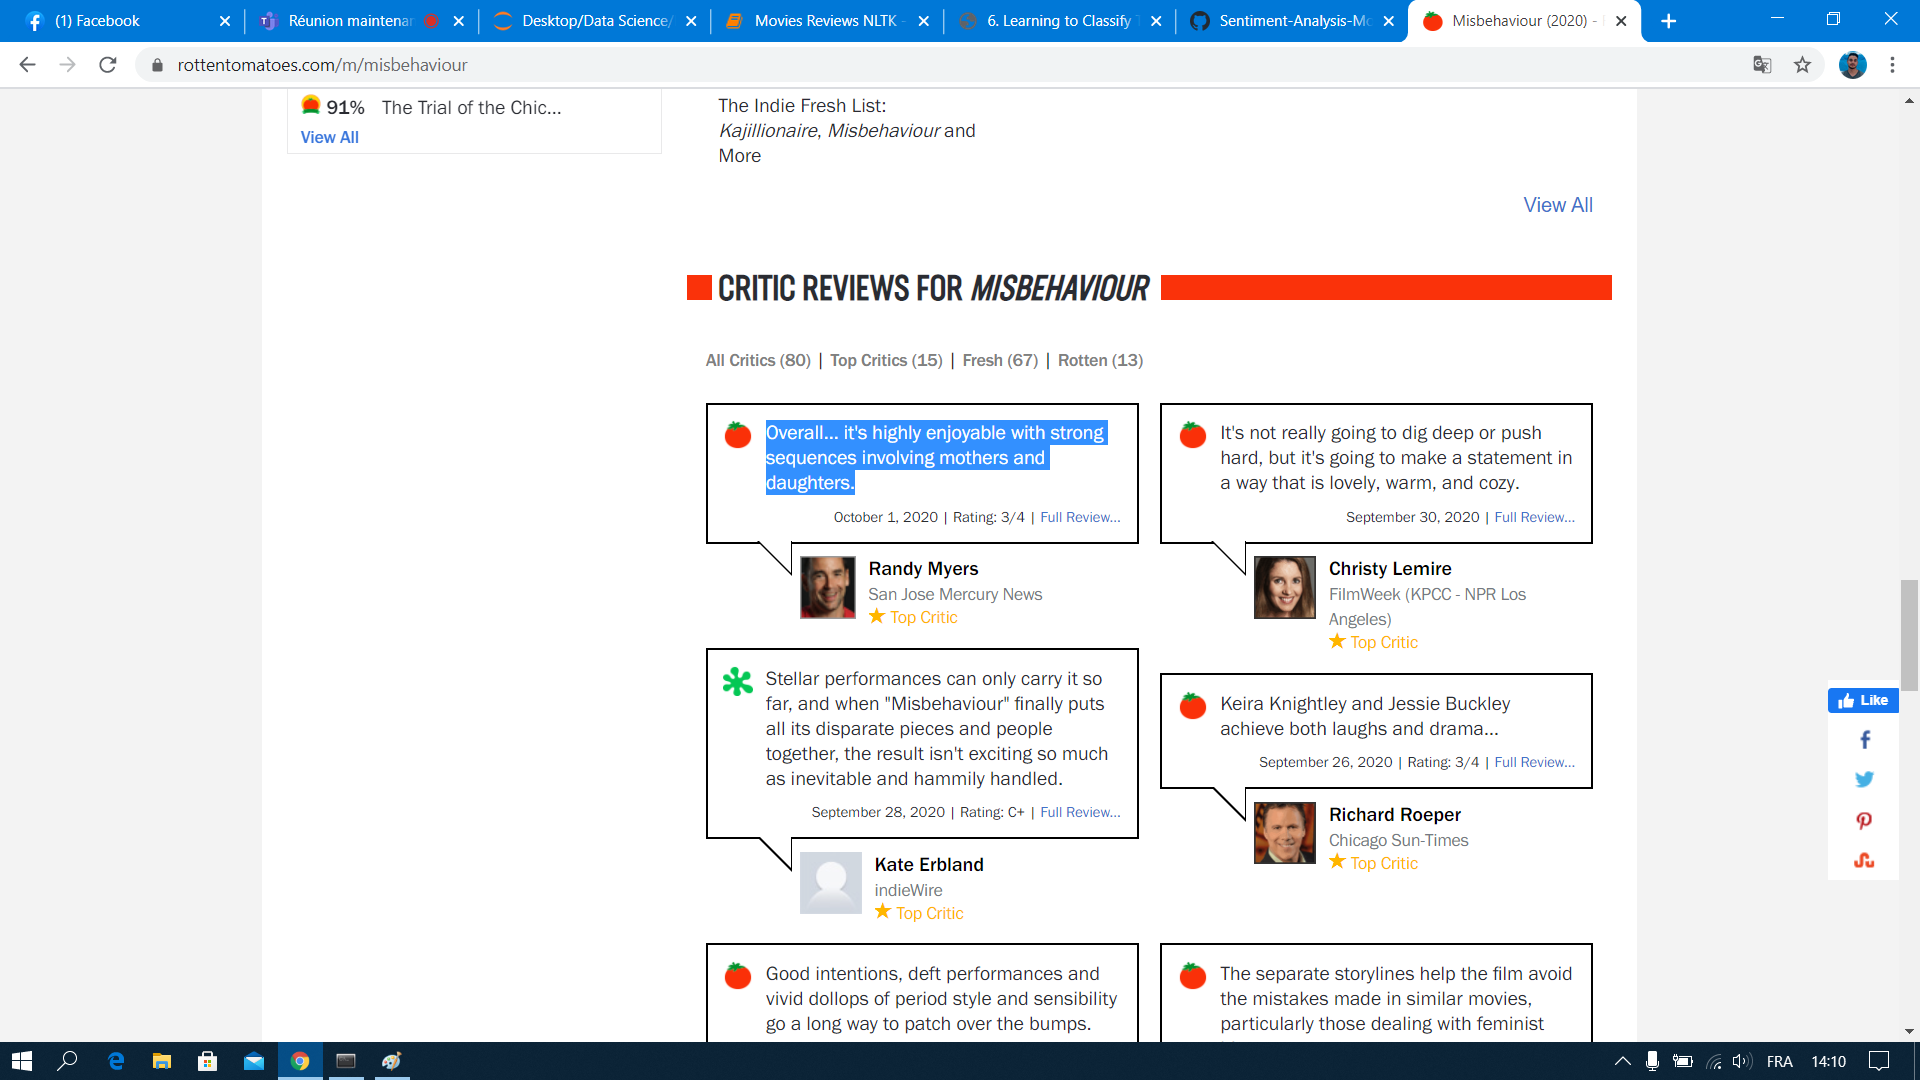 (1) Facebook
Réunion maintenan
Desktop/Data Science/
Movies Reviews NLTK -
6. Learning to Classify T
Sentiment-Analysis-Mo
Misbehaviour (2020) -
rottentomatoes.com/m/misbehaviour
91% The Trial of the Chic...
View All
The Indie Fresh List:
Kajillionaire, Misbehaviour and
More
View All
CRITIC REVIEWS FOR MISBEHAVIOUR
All Critics (80) | Top Critics (15) | Fresh (67) | Rotten (13)
Overall... it's highly enjoyable with strong
sequences involving mothers and
daughters.
October 1, 2020 | Rating: 3/4 | Full Review...
Randy Myers
San Jose Mercury News
Top Critic
It's not really going to dig deep or push
hard, but it's going to make a statement in
a way that is lovely, warm, and cozy.
September 30, 2020 | Full Review...
Christy Lemire
FilmWeek (KPCC - NPR Los
Angeles)
Top Critic
Stellar performances can only carry it so
far, and when "Misbehaviour" finally puts
all its disparate pieces and people
together, the result isn't exciting so much
as inevitable and hammily handled.
September 28, 2020 | Rating: C+ | Full Review...
Kate Erbland
indieWire
Top Critic
Keira Knightley and Jessie Buckley
achieve both laughs and drama...
September 26, 2020 | Rating: 3/4 | Full Review...
Richard Roeper
Chicago Sun-Times
Top Critic
Good intentions, deft performances and
vivid dollops of period style and sensibility
go a long way to patch over the bumps.
The separate storylines help the film avoid
the mistakes made in similar movies,
particularly those dealing with feminist
Like
FRA
14:10